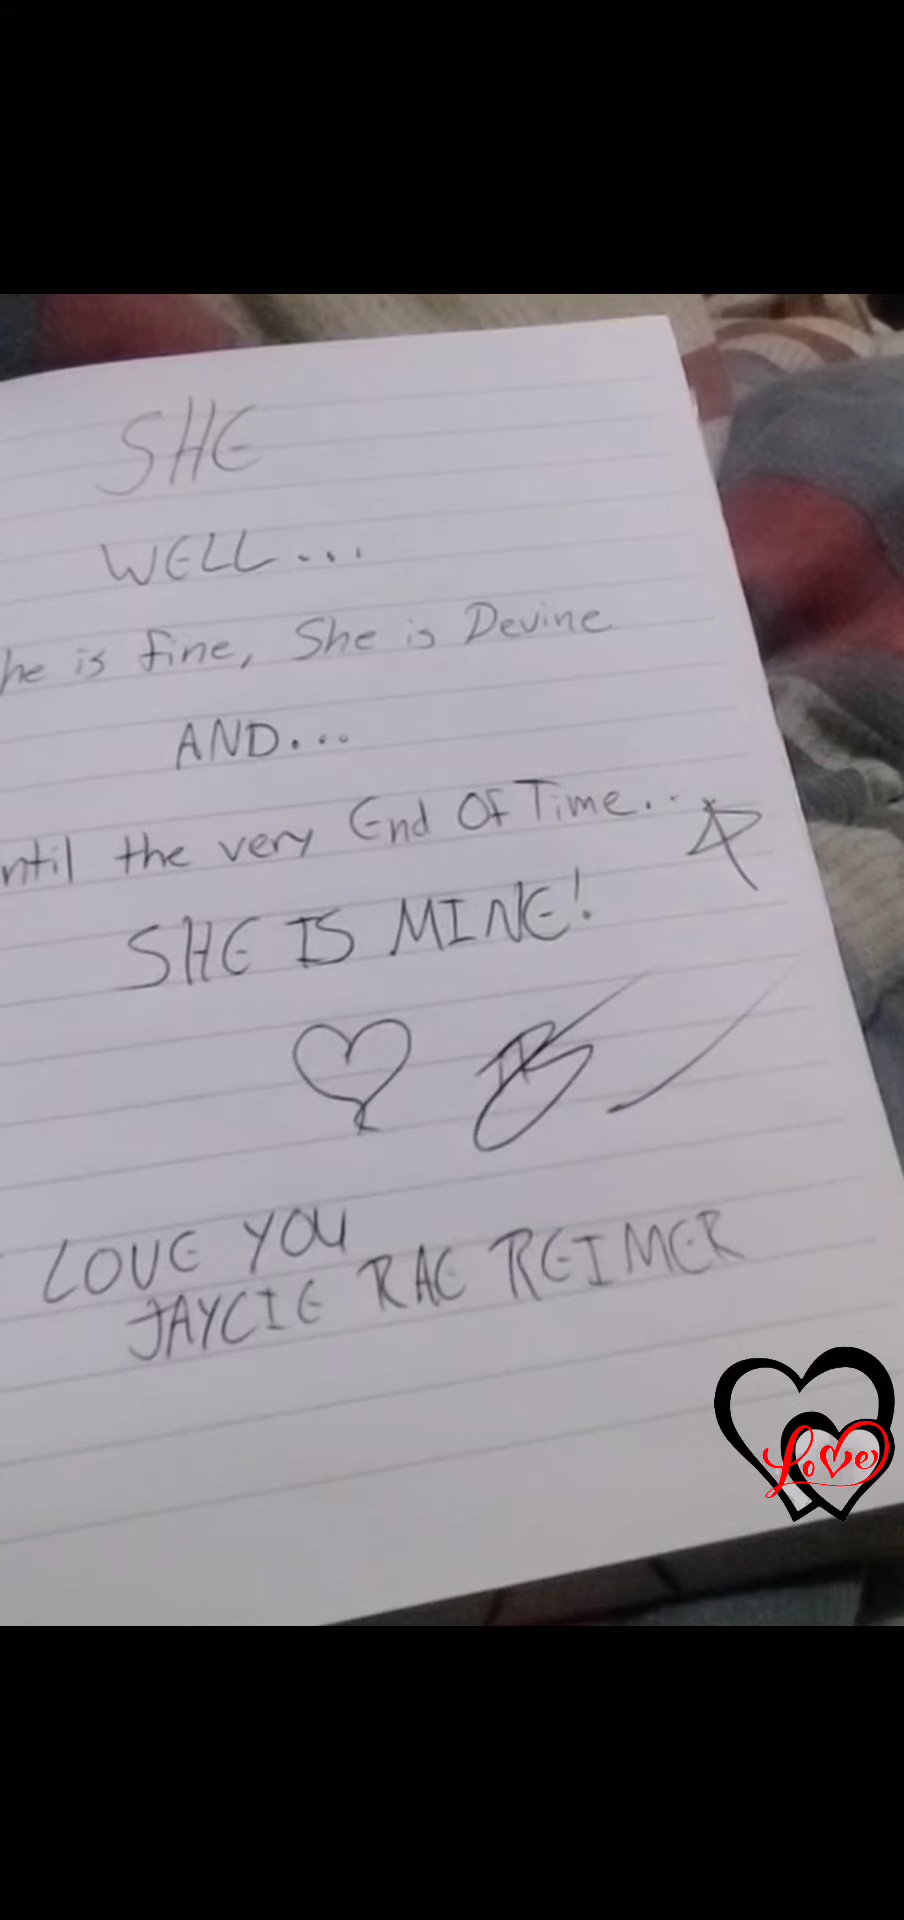 SHE
WELL...
he is fine, She is Devine
AND...
ntil the very End Of Time...
SHE IS MINE!
LOVE YOU
JAYCIE RAE REIMER
Love